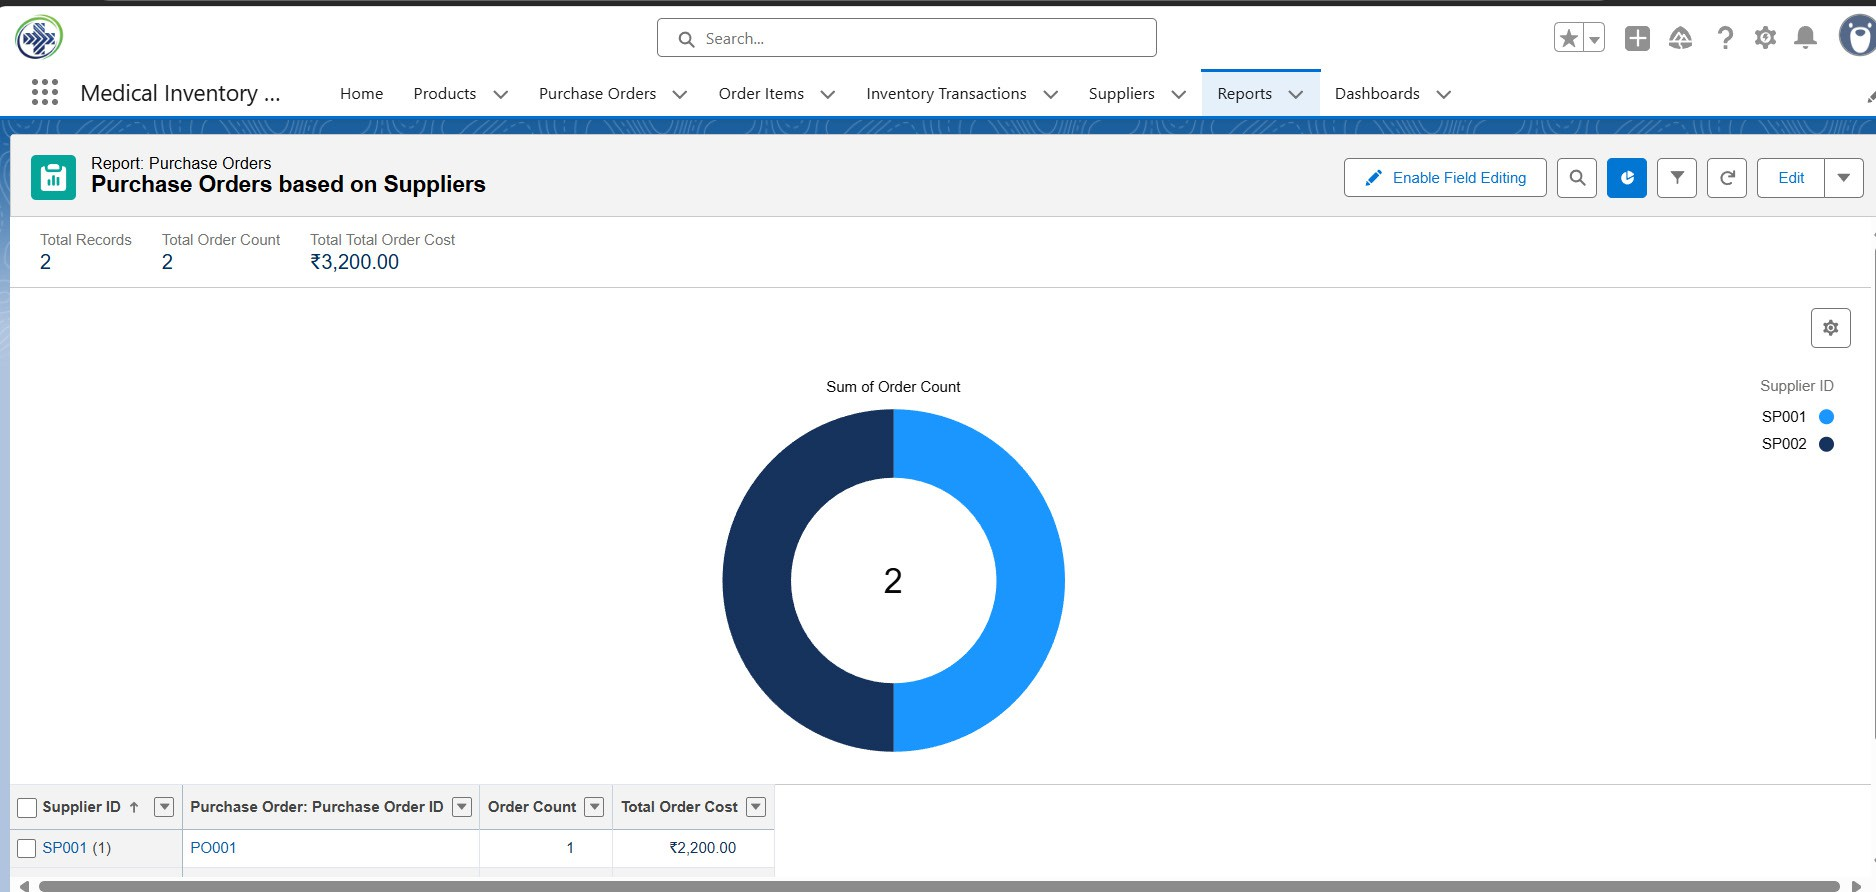 Search...
Medical Inventory ...
Home
Products
Purchase Orders
Order Items
Inventory Transactions
Suppliers
Reports
Dashboards
Report: Purchase Orders
Purchase Orders based on Suppliers
Enable Field Editing
Edit
Total Records
2
Total Order Count
2
Total Total Order Cost
₹3,200.00
Sum of Order Count
2
Supplier ID
SP001
SP002
Supplier ID ↑ Purchase Order: Purchase Order ID Order Count Total Order Cost
SP001 (1) PO001 1 ₹2,200.00